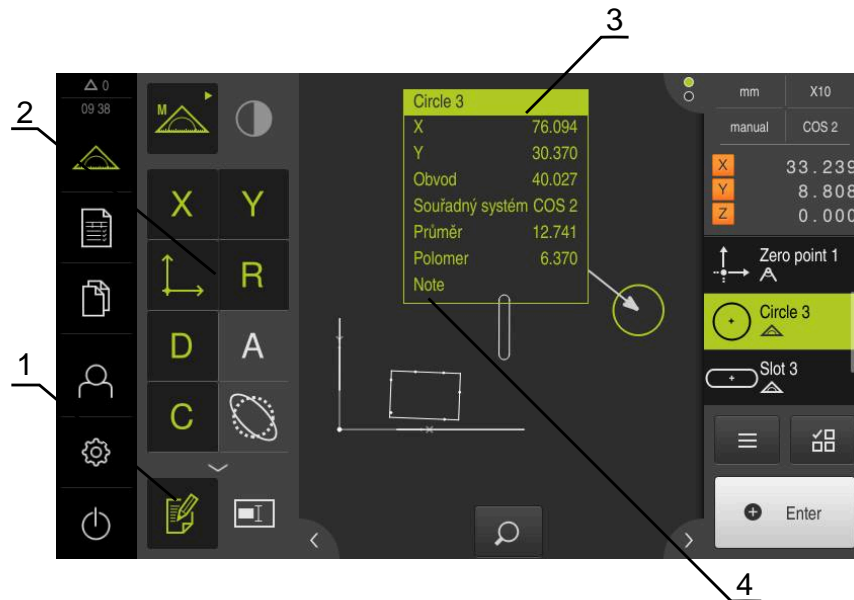 3
0
09 38
2
1
M
X Y
R
D A
C
Circle 3
X 76.094
Y 30.370
Obvod 40.027
Souřadný systém COS 2
Průměr 12.741
Polomer 6.370
Note
mm X10
manual COS 2
X 33.239
Y 8.808
Z 0.000
Zero point 1
Circle 3
Slot 3
Enter
4